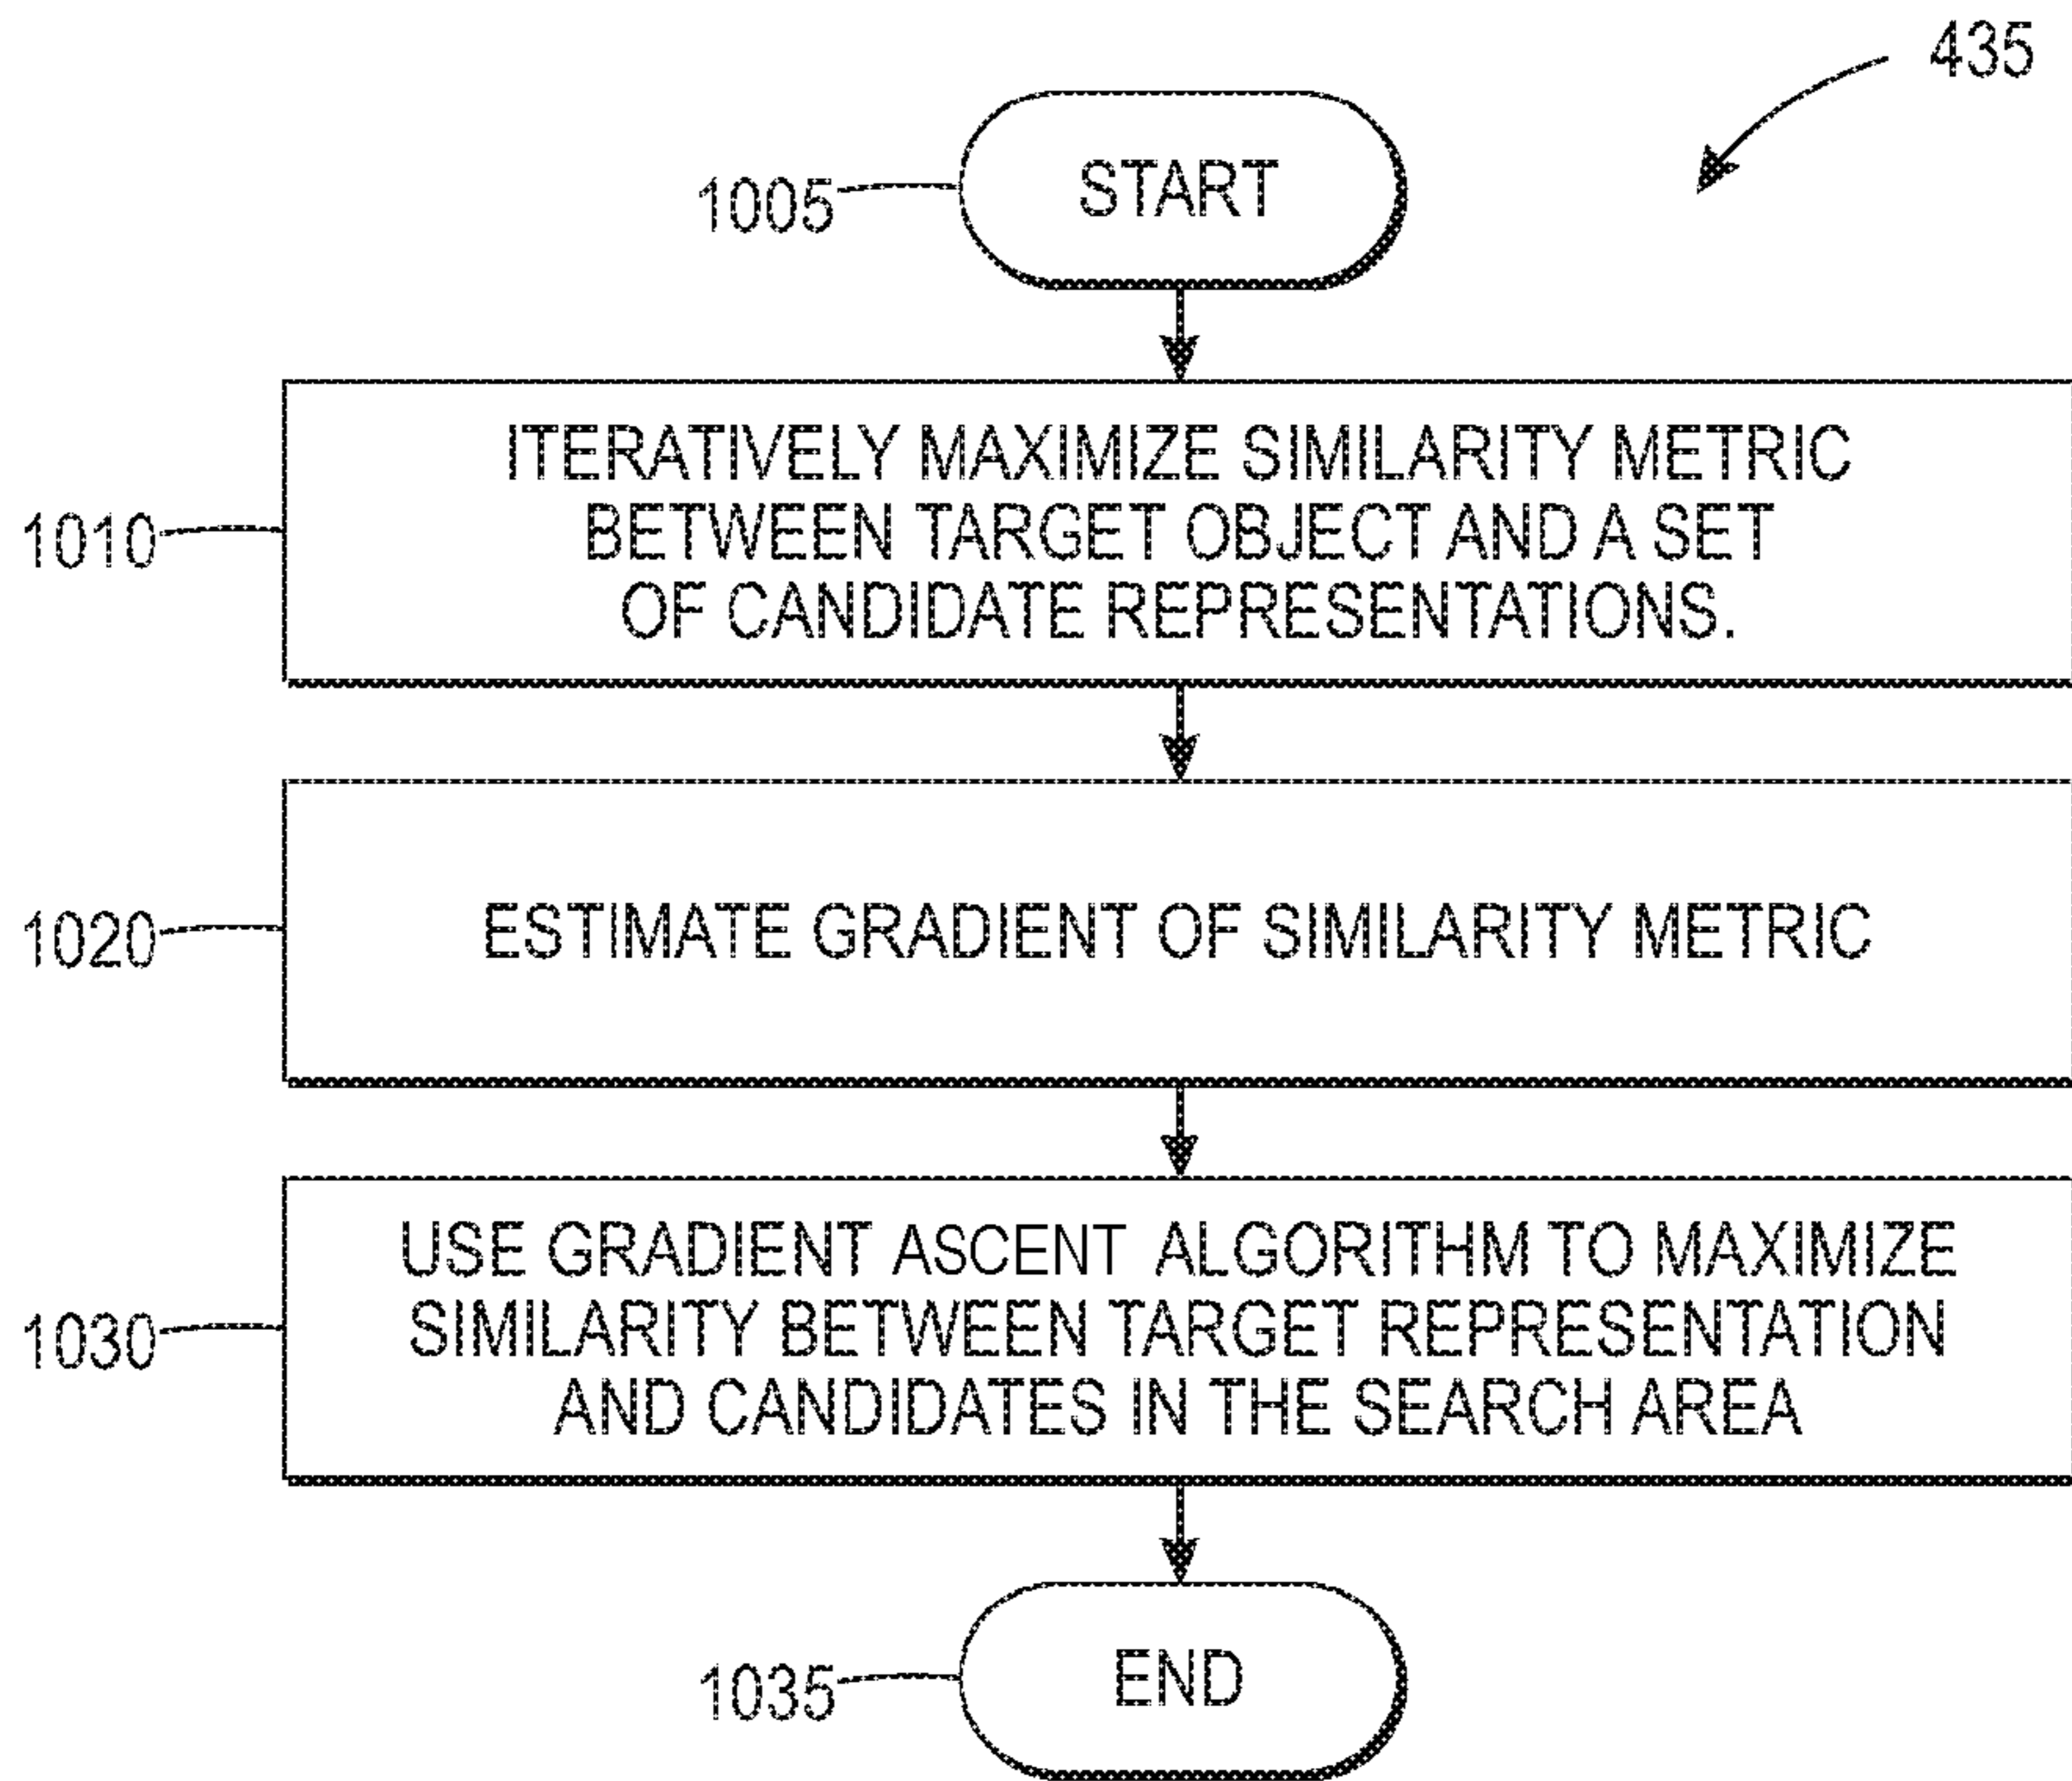 435
1005
START
1010
ITERATIVELY MAXIMIZE SIMILARITY METRIC
BETWEEN TARGET OBJECT AND A SET
OF CANDIDATE REPRESENTATIONS.
1020
ESTIMATE GRADIENT OF SIMILARITY METRIC
1030
USE GRADIENT ASCENT ALGORITHM TO MAXIMIZE
SIMILARITY BETWEEN TARGET REPRESENTATION
AND CANDIDATES IN THE SEARCH AREA
1035
END